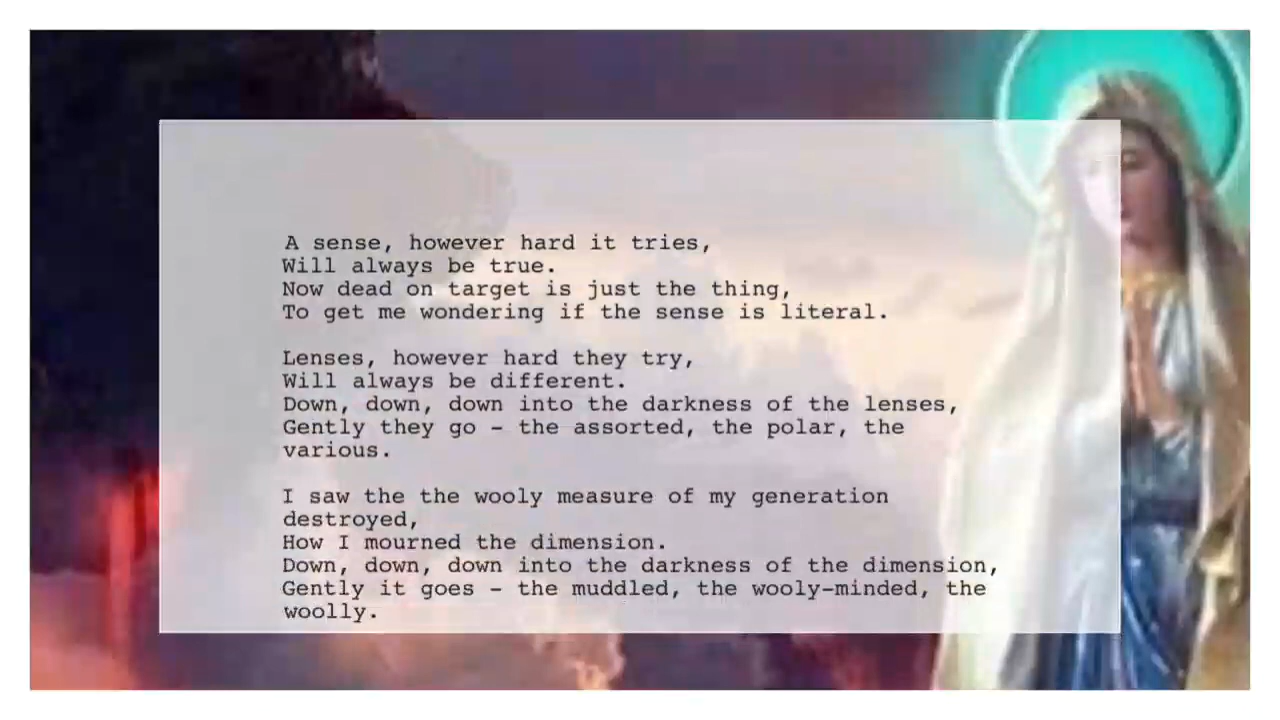 A sense, however hard it tries,
Will always be true.
Now dead on target is just the thing,
To get me wondering if the sense is literal.
Lenses, however hard they try,
Will always be different.
Down, down, down into the darkness of the lenses,
Gently they go - the assorted, the polar, the
various.
I saw the the wooly measure of my generation
destroyed,
How I mourned the dimension.
Down, down, down into the darkness of the dimension,
Gently it goes - the muddled, the wooly-minded, the
woolly.